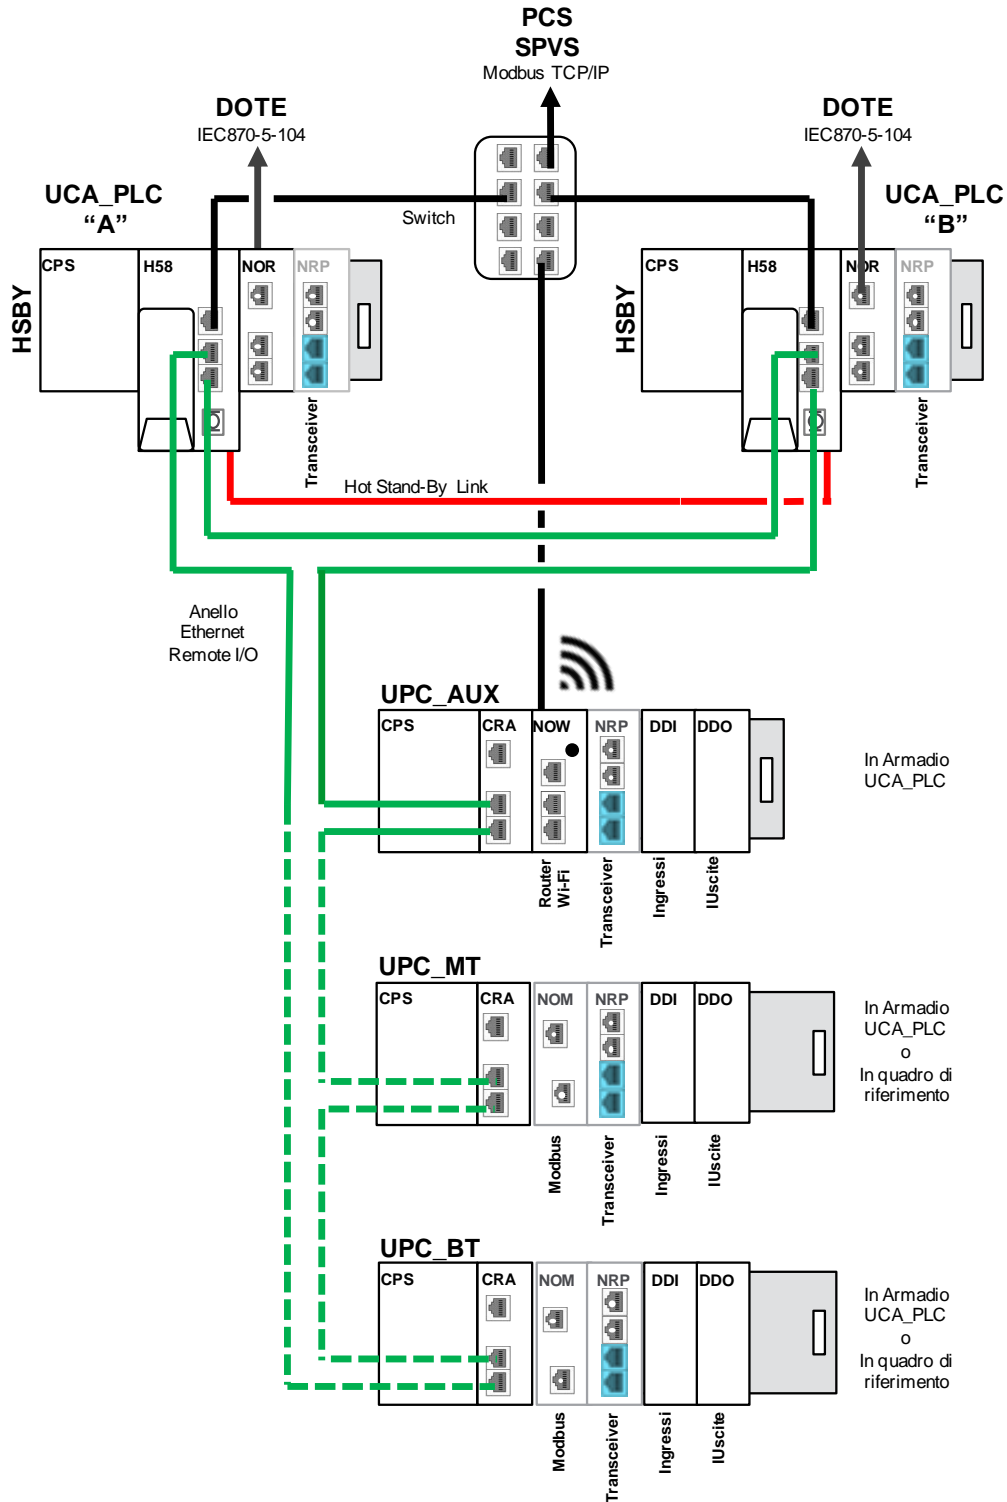 PCS
SPVS
Modbus TCP/IP
DOTE
IEC870-5-104
DOTE
IEC870-5-104
UCA_PLC
“A”
Switch
UCA_PLC
“B”
HSBY
CPS
H58
NOR
NRP
Transceiver
HSBY
CPS
H58
NOR
NRP
Transceiver
Hot Stand-By Link
Anello
Ethernet
Remote I/O
UPC_AUX
CPS
CRA
NOW
NRP
DDI
DDO
Router
Wi-Fi
Transceiver
Ingressi
IUscite
In Armadio
UCA_PLC
UPC_MT
CPS
CRA
NOM
NRP
DDI
DDO
Modbus
Transceiver
Ingressi
IUscite
In Armadio
UCA_PLC
o
In quadro di
riferimento
UPC_BT
CPS
CRA
NOM
NRP
DDI
DDO
Modbus
Transceiver
Ingressi
IUscite
In Armadio
UCA_PLC
o
In quadro di
riferimento